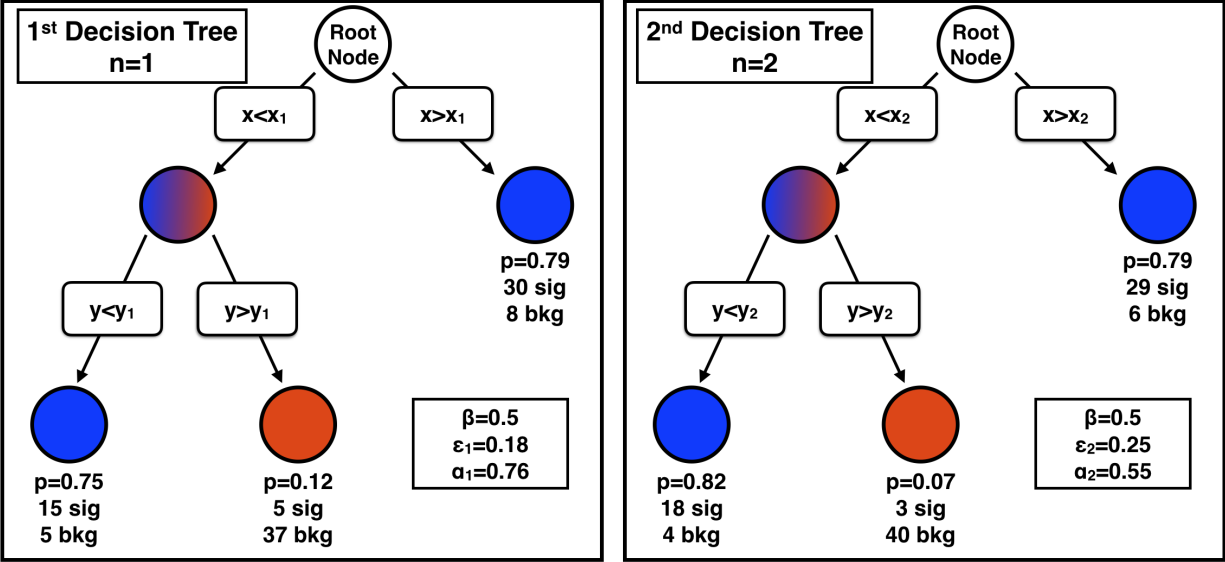 1st Decision Tree
n=1
Root
Node
x<x₁
x>x₁
p=0.79
30 sig
8 bkg
y<y₁
y>y₁
p=0.75
15 sig
5 bkg
p=0.12
5 sig
37 bkg
β=0.5
ε₁=0.18
α₁=0.76
2nd Decision Tree
n=2
Root
Node
x<x₂
x>x₂
p=0.79
29 sig
6 bkg
y<y₂
y>y₂
p=0.82
18 sig
4 bkg
p=0.07
3 sig
40 bkg
β=0.5
ε₂=0.25
α₂=0.55